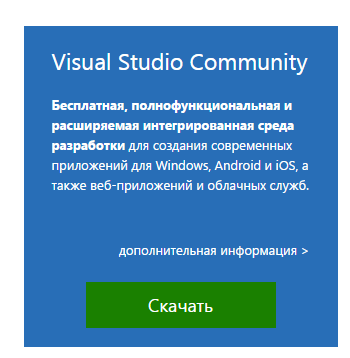 Visual Studio Community
Бесплатная, полнофункциональная и
расширяемая интегрированная среда
разработки для создания современных
приложений для Windows, Android и iOS, а
также веб-приложений и облачных служб.
дополнительная информация >
Скачать